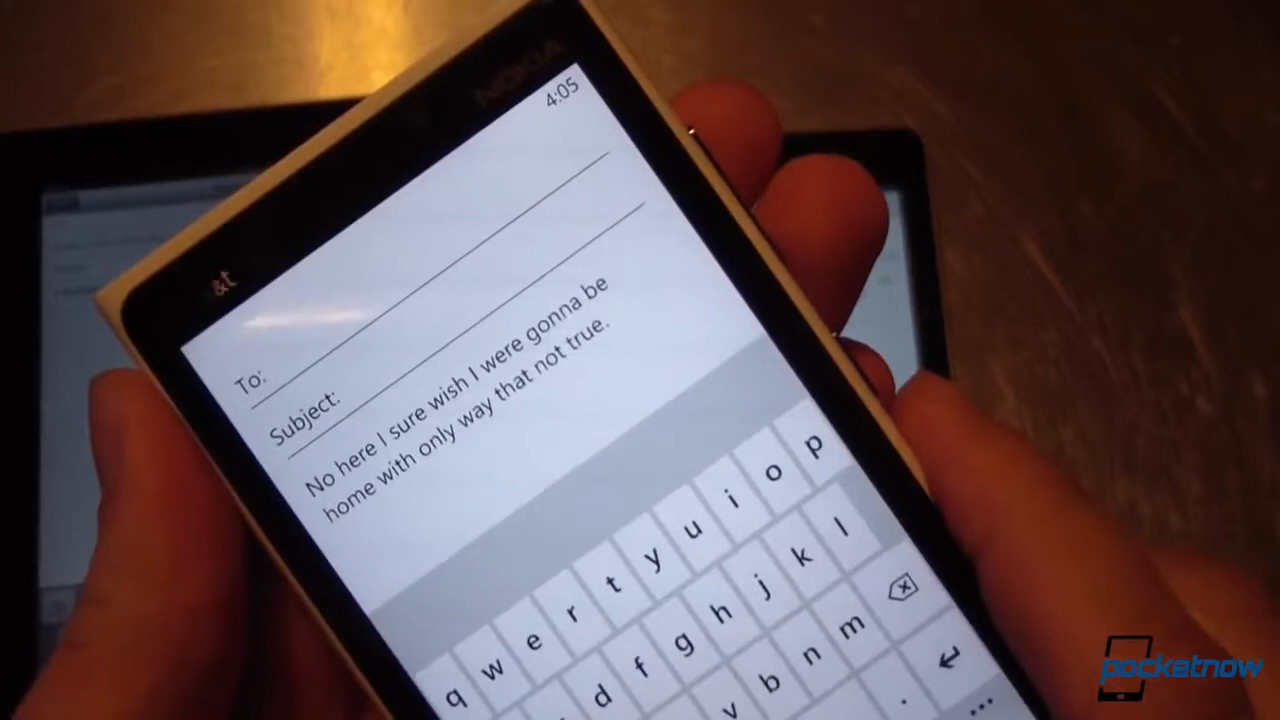 NOKIA
4:05
&t
To:
Subject:
No here I sure wish I were gonna be
home with only way that not true.
q w e r t y u i o p
d f g h j k l
v b n m
. ...
pocketnow